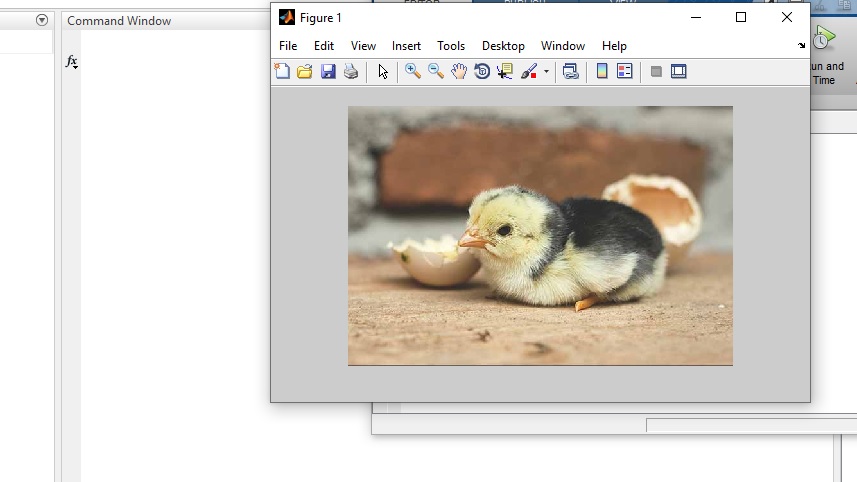 Command Window
fx
Figure 1
File Edit View Insert Tools Desktop Window Help
un and
Time